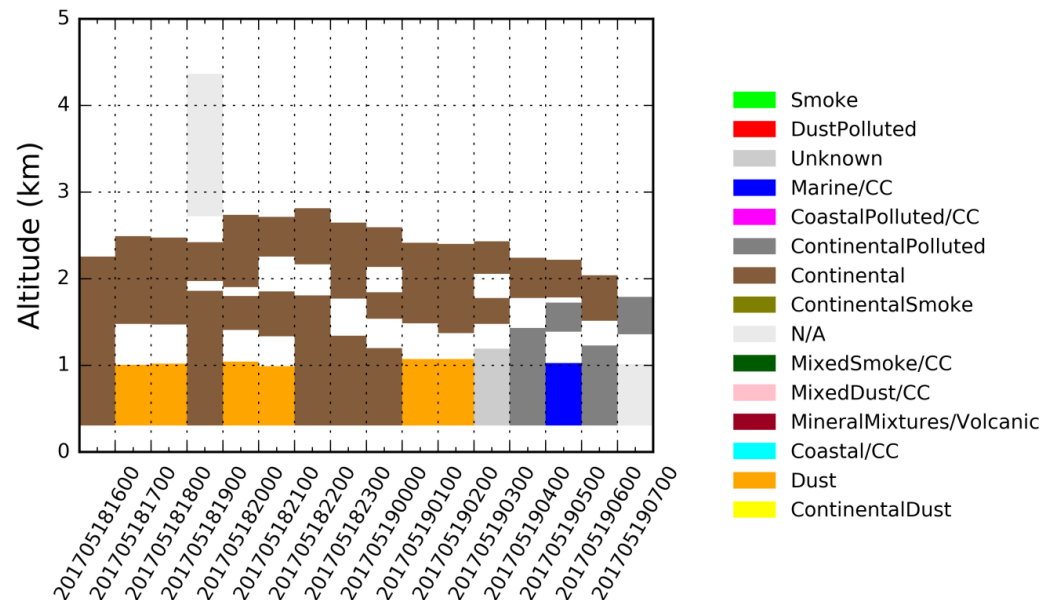 5
4
3
2
1
0
Altitude (km)
201705181600
201705181700
201705181800
201705181900
201705182000
201705182100
201705182200
201705182300
201705190000
201705190100
201705190200
201705190300
201705190400
201705190500
201705190600
201705190700
Smoke
DustPolluted
Unknown
Marine/CC
CoastalPolluted/CC
ContinentalPolluted
Continental
ContinentalSmoke
N/A
MixedSmoke/CC
MixedDust/CC
MineralMixtures/Volcanic
Coastal/CC
Dust
ContinentalDust